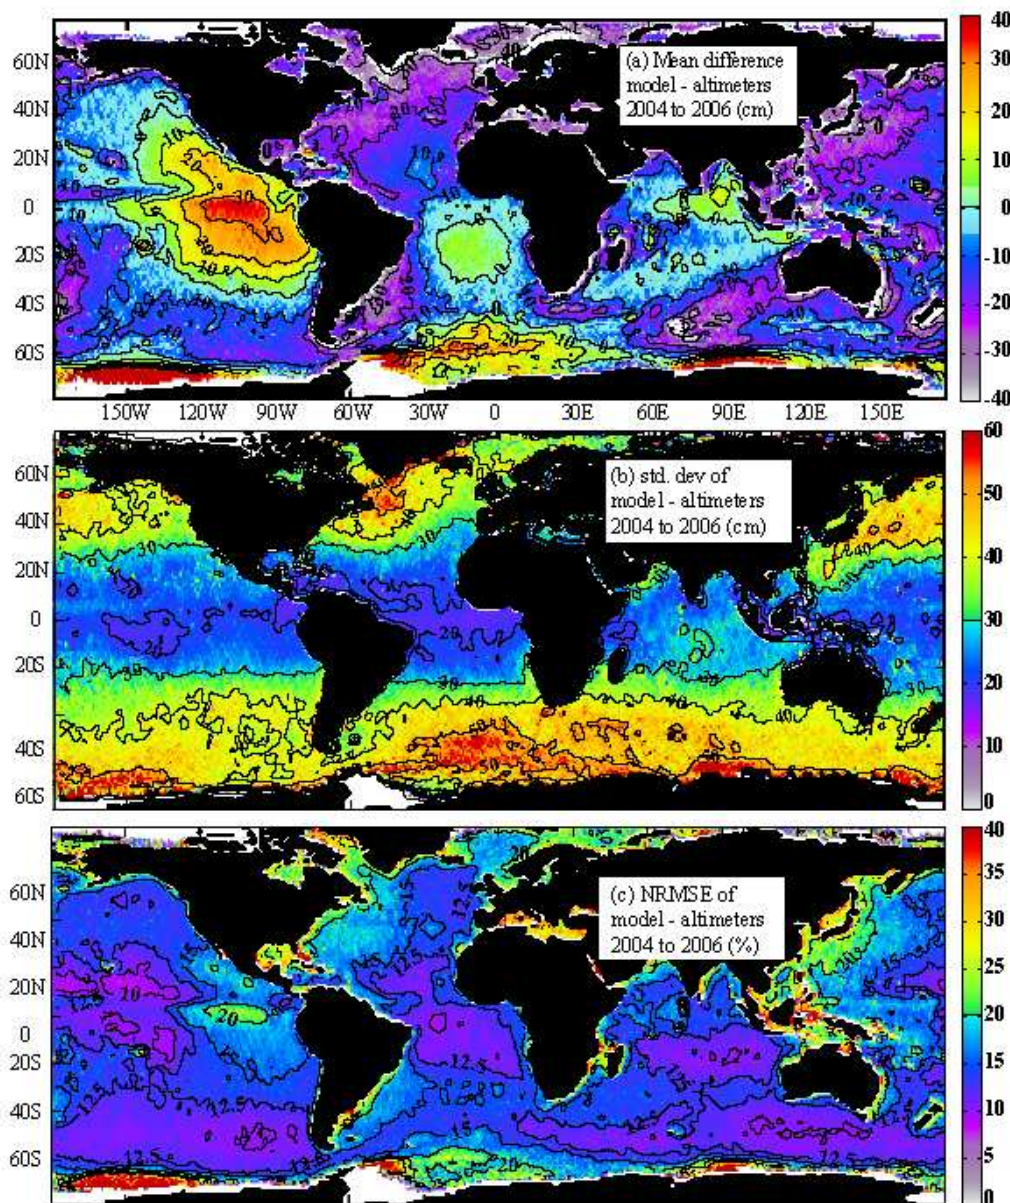 (a) Mean difference
model - altimeters
2004 to 2006 (cm)
60N
40N
20N
0
20S
40S
60S
40
30
20
10
0
-10
-20
-30
-40
150W 120W 90W 60W 30W 0 30E 60E 90E 120E 150E
(b) std. dev of
model - altimeters
2004 to 2006 (cm)
60N
40N
20N
0
20S
40S
60S
60
50
40
30
20
10
0
(c) NRMSE of
model - altimeters
2004 to 2006 (%)
60N
40N
20N
0
20S
40S
60S
40
35
30
25
20
15
10
5
0